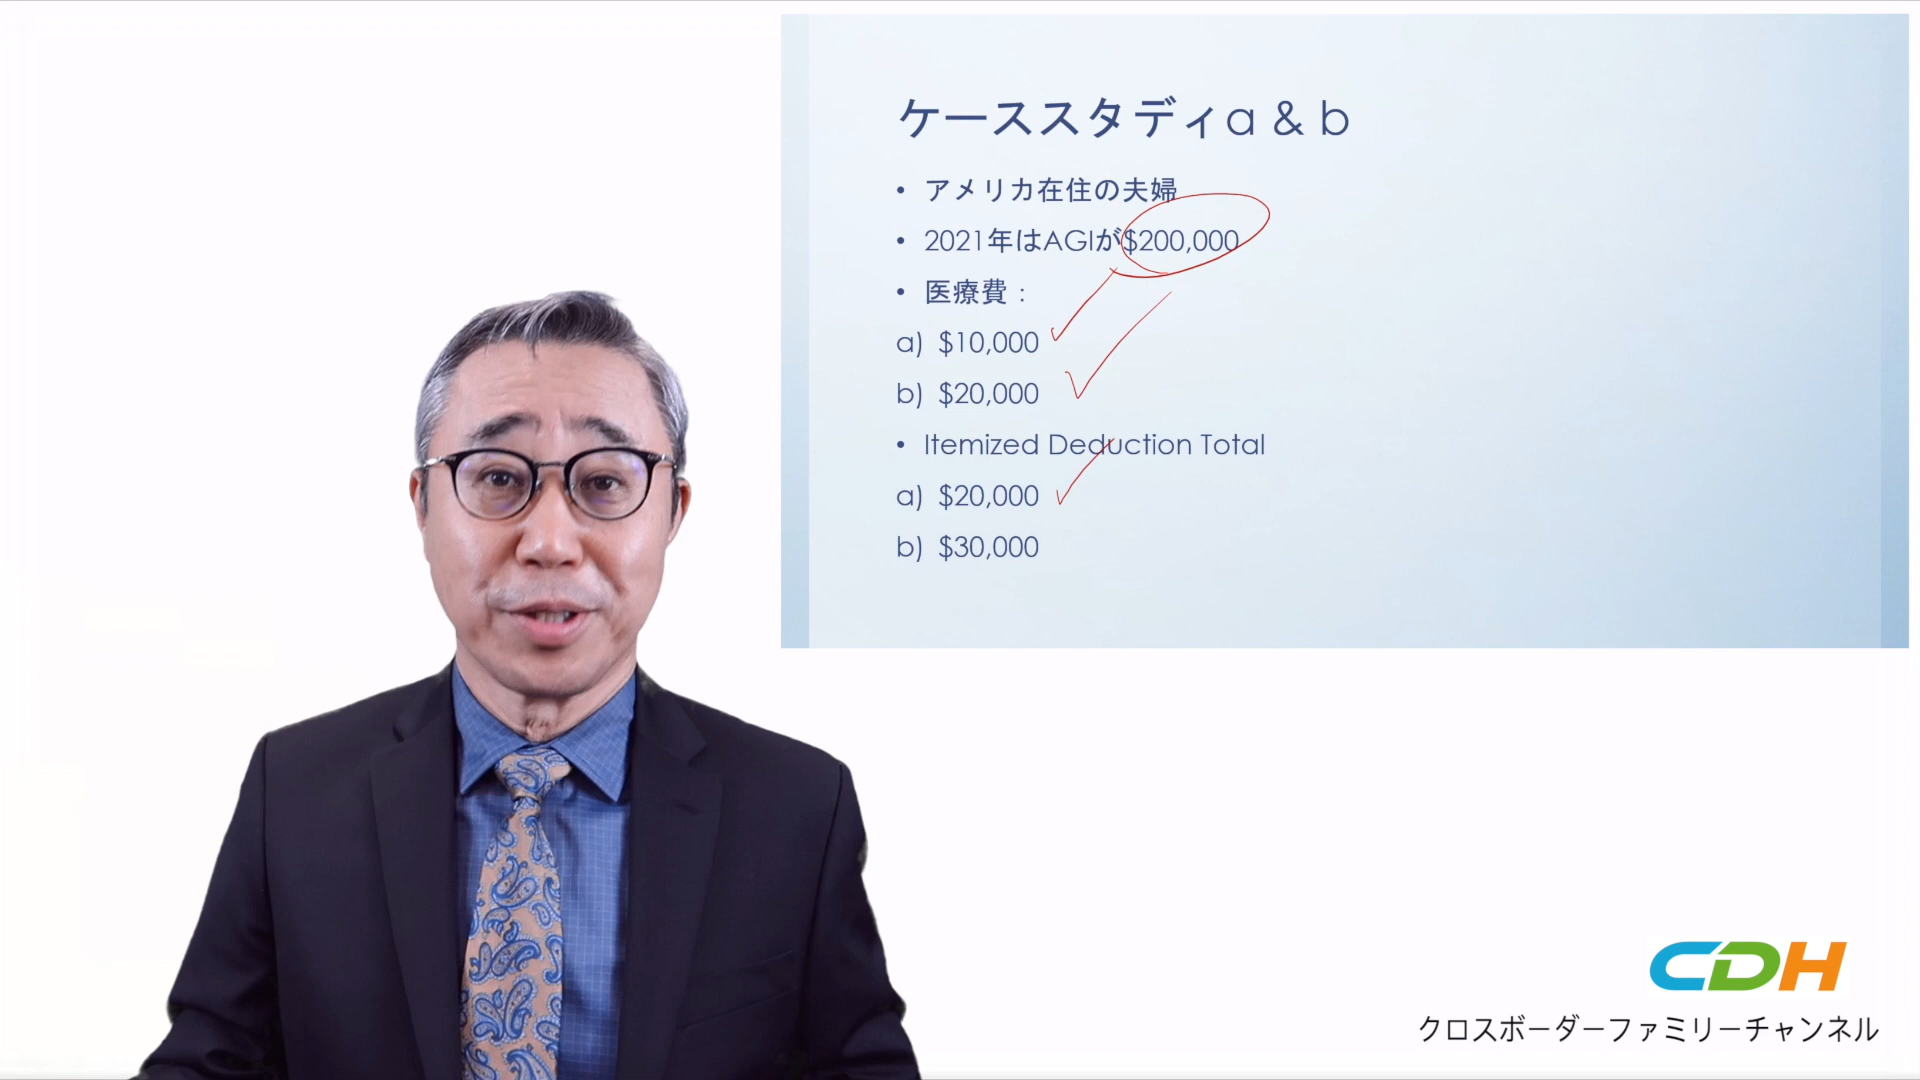 ケーススタディa & b
• アメリカ在住の夫婦
• 2021年はAGIが$200,000
• 医療費：
a) $10,000
b) $20,000
• Itemized Deduction Total
a) $20,000
b) $30,000
CDH
クロスボーダーファミリーチャンネル